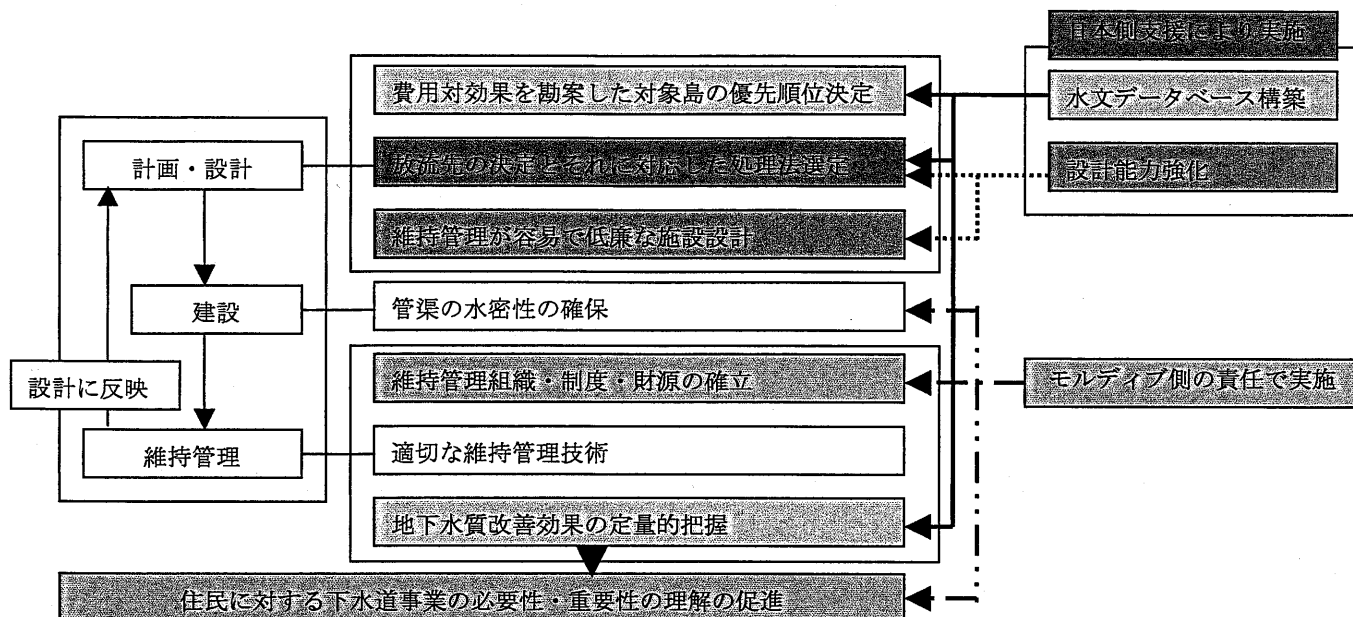 日本側支援により実施
費用対効果を勘案した対象島の優先順位決定
水文データベース構築
計画・設計
放流先の決定とそれに対応した処理法選定
設計能力強化
維持管理が容易で低廉な施設設計
建設
管渠の水密性の確保
設計に反映
維持管理組織・制度・財源の確立
モルディブ側の責任で実施
維持管理
適切な維持管理技術
地下水質改善効果の定量的把握
住民に対する下水道事業の必要性・重要性の理解の促進